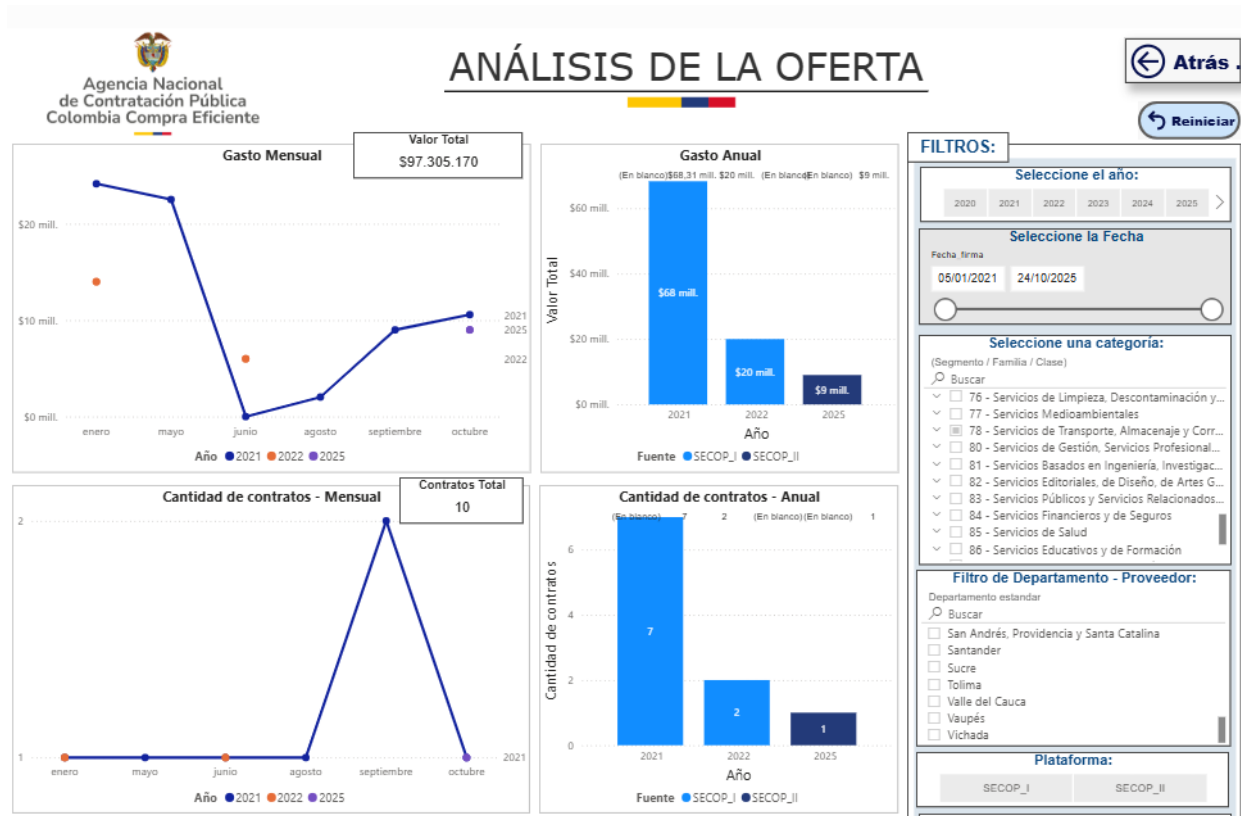 Agencia Nacional
de Contratación Pública
Colombia Compra Eficiente
ANÁLISIS DE LA OFERTA
Atrás .
Reiniciar
Gasto Mensual
Valor Total
$97.305.170
$20 mill.
$10 mill.
$0 mill.
2021
2025
2022
enero mayo junio agosto septiembre octubre
Año 2021 2022 2025
Gasto Anual
(En blanco) $68,31 mill. $20 mill. (En blanco) (En blanco) $9 mill.
Valor Total
$60 mill.
$40 mill.
$20 mill.
$0 mill.
$68 mill.
$20 mill.
$9 mill.
2021 2022 2025
Año
Fuente SECOP_I SECOP_II
Cantidad de contratos - Mensual
Contratos Total
10
2
1
2021
enero mayo junio agosto septiembre octubre
Año 2021 2022 2025
Cantidad de contratos - Anual
(En blanco) 7 2 (En blanco) (En blanco) 1
Cantidad de contratos
6
4
2
0
7
2
1
2021 2022 2025
Año
Fuente SECOP_I SECOP_II
FILTROS:
Seleccione el año:
2020 2021 2022 2023 2024 2025
Seleccione la Fecha
Fecha_firma
05/01/2021 24/10/2025
Seleccione una categoría:
(Segmento / Familia / Clase)
Buscar
76 - Servicios de Limpieza, Descontaminación y...
77 - Servicios Medioambientales
78 - Servicios de Transporte, Almacenaje y Corr...
80 - Servicios de Gestión, Servicios Profesional...
81 - Servicios Basados en Ingeniería, Investigac...
82 - Servicios Editoriales, de Diseño, de Artes G...
83 - Servicios Públicos y Servicios Relacionados...
84 - Servicios Financieros y de Seguros
85 - Servicios de Salud
86 - Servicios Educativos y de Formación
Filtro de Departamento - Proveedor:
Departamento estandar
Buscar
San Andrés, Providencia y Santa Catalina
Santander
Sucre
Tolima
Valle del Cauca
Vaupés
Vichada
Plataforma:
SECOP_I SECOP_II